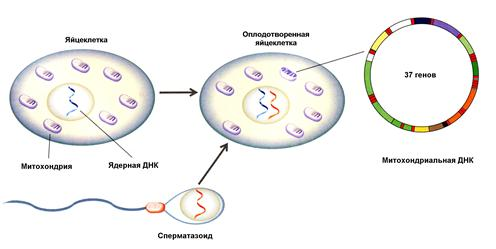 Яйцеклетка
Оплодотворенная
яйцеклетка
37 генов
Митохондрия
Ядерная ДНК
Митохондриальная ДНК
Сперматазоид